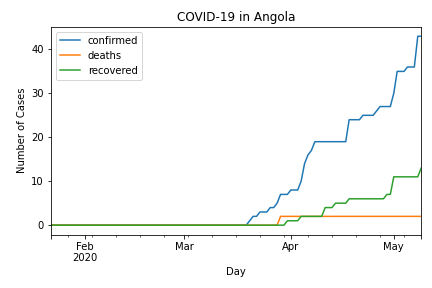 COVID-19 in Angola
confirmed
deaths
recovered
Number of Cases
40
30
20
10
0
Feb
2020
Mar
Apr
May
Day